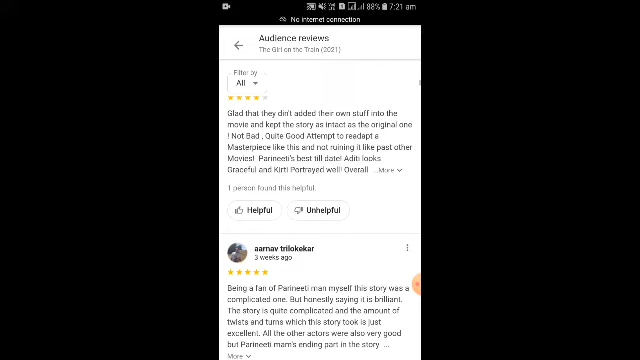 88% 7:21 am
No internet connection
Audience reviews
The Girl on the Train (2021)
Filter by
All
Glad that they din't added their own stuff into the
movie and kept the story as intact as the original one
! Not Bad , Quite Good Attempt to readapt a
Masterpiece like this and not ruining it like past other
Movies! Parineeti's best till date! Aditi looks
Graceful and Kirti Portrayed well! Overall ...More
1 person found this helpful.
Helpful Unhelpful
aarnav trilokekar
3 weeks ago
Being a fan of Parineeti man myself this story was a
complicated one. But honestly saying it is brilliant.
The story is quite complicated and the amount of
twists and turns which this story took is just
excellent. All the other actors were also very good
but Parineeti mam's ending part in the story ...
More